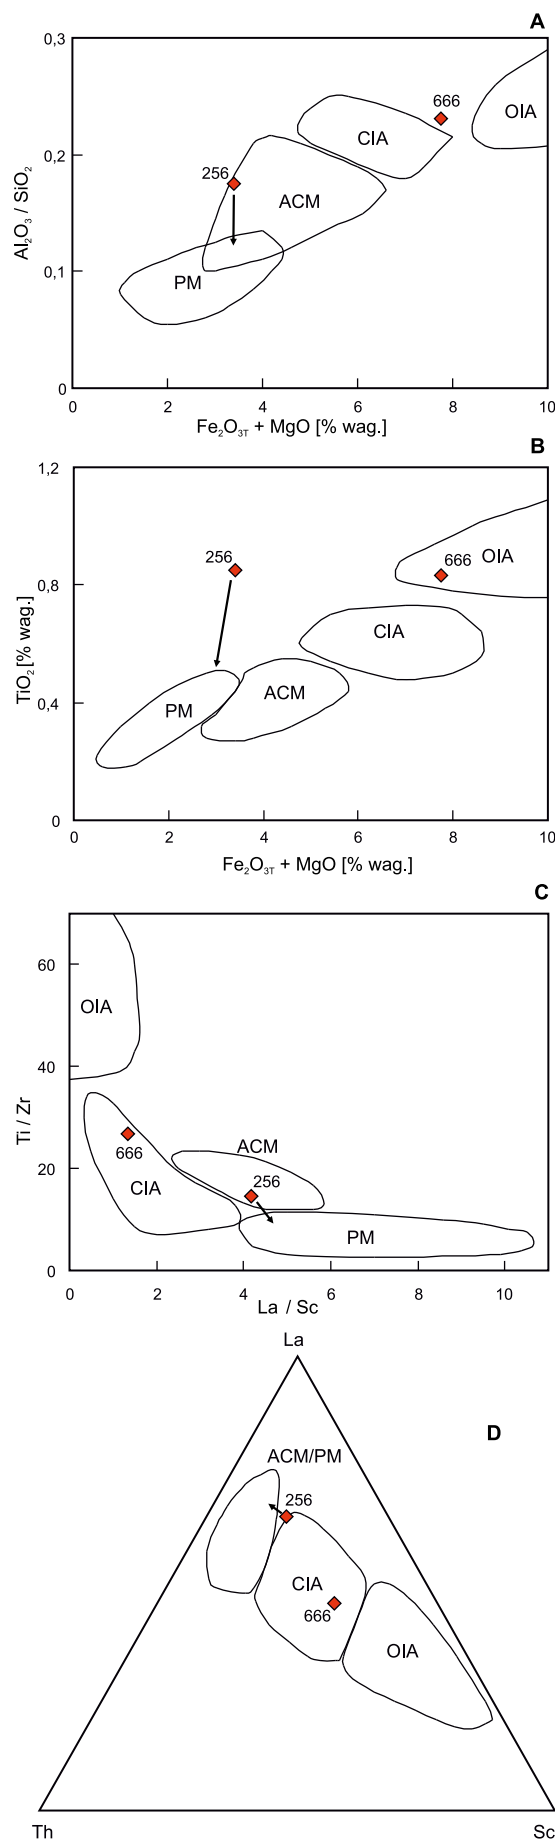 A
0,3
666
OIA
CIA
0,2
256
ACM
Al₂O₃ / SiO₂
PM
0,1
0
0 2 4 6 8 10
Fe₂O₃T + MgO [% wag.]
B
1,2
256
666
OIA
0,8
CIA
TiO₂ [% wag.]
ACM
PM
0,4
0
0 2 4 6 8 10
Fe₂O₃T + MgO [% wag.]
C
60
OIA
40
Ti / Zr
666
ACM
20
256
CIA
PM
0
0 2 4 6 8 10
La / Sc
La
D
ACM/PM
256
CIA
666
OIA
Th Sc